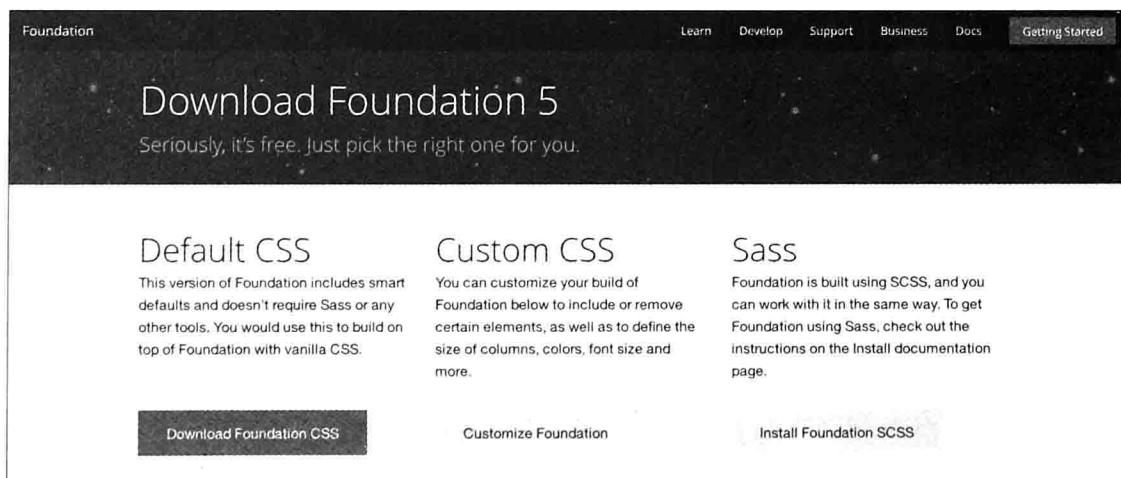 Foundation
Learn Develop Support Business Docs Getting Started
Download Foundation 5
Seriously, it's free. Just pick the right one for you.
Default CSS
This version of Foundation includes smart
defaults and doesn't require Sass or any
other tools. You would use this to build on
top of Foundation with vanilla CSS.
Download Foundation CSS
Custom CSS
You can customize your build of
Foundation below to include or remove
certain elements, as well as to define the
size of columns, colors, font size and
more.
Customize Foundation
Sass
Foundation is built using SCSS, and you
can work with it in the same way. To get
Foundation using Sass, check out the
instructions on the Install documentation
page.
Install Foundation SCSS